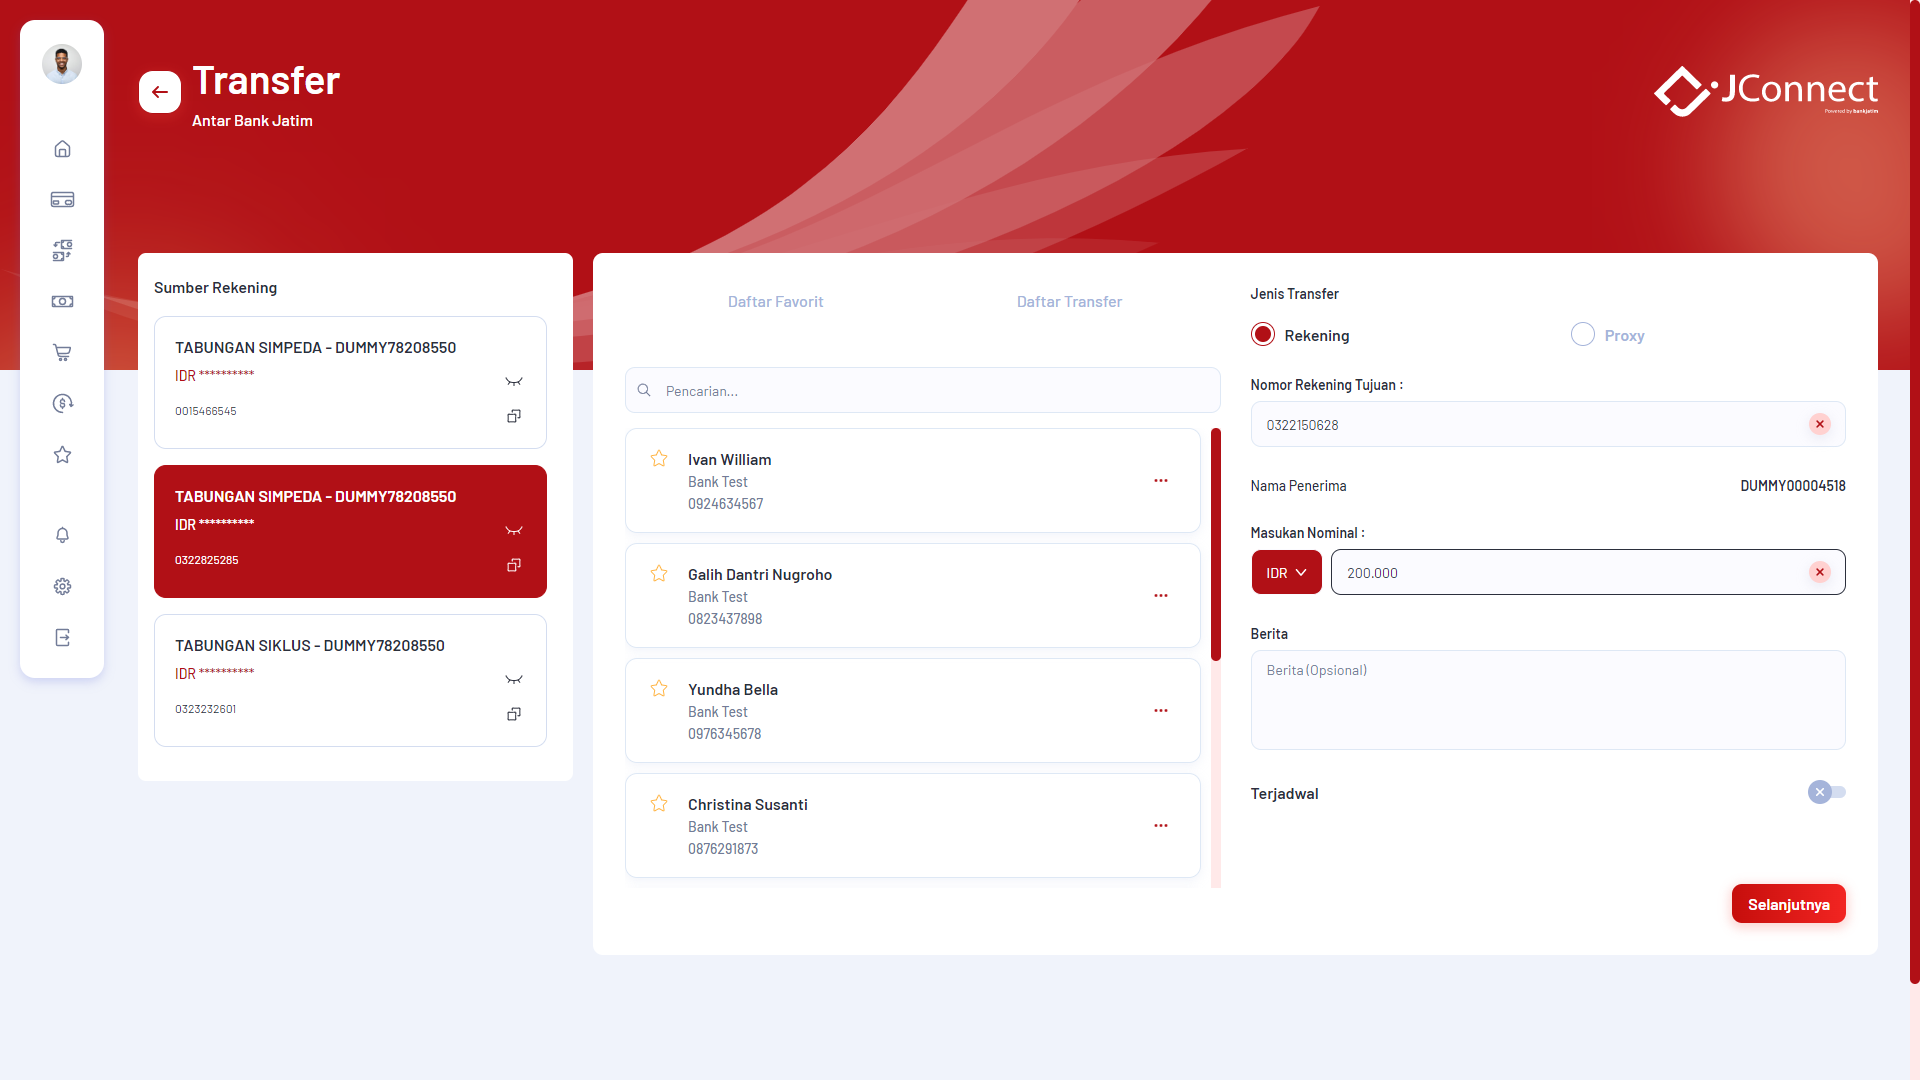 Transfer
Antar Bank Jatim
JConnect
Powered by bankjatim
Sumber Rekening
TABUNGAN SIMPEDA - DUMMY78208550
IDR **********
0015466545
TABUNGAN SIMPEDA - DUMMY78208550
IDR **********
0322825285
TABUNGAN SIKLUS - DUMMY78208550
IDR **********
0323232601
Daftar Favorit
Daftar Transfer
Pencarian...
Ivan William
Bank Test
0924634567
Galih Dantri Nugroho
Bank Test
0823437898
Yundha Bella
Bank Test
0976345678
Christina Susanti
Bank Test
0876291873
Jenis Transfer
Rekening
Proxy
Nomor Rekening Tujuan :
0322150628
Nama Penerima
DUMMY00004518
Masukan Nominal :
IDR
200.000
Berita
Berita (Opsional)
Terjadwal
Selanjutnya